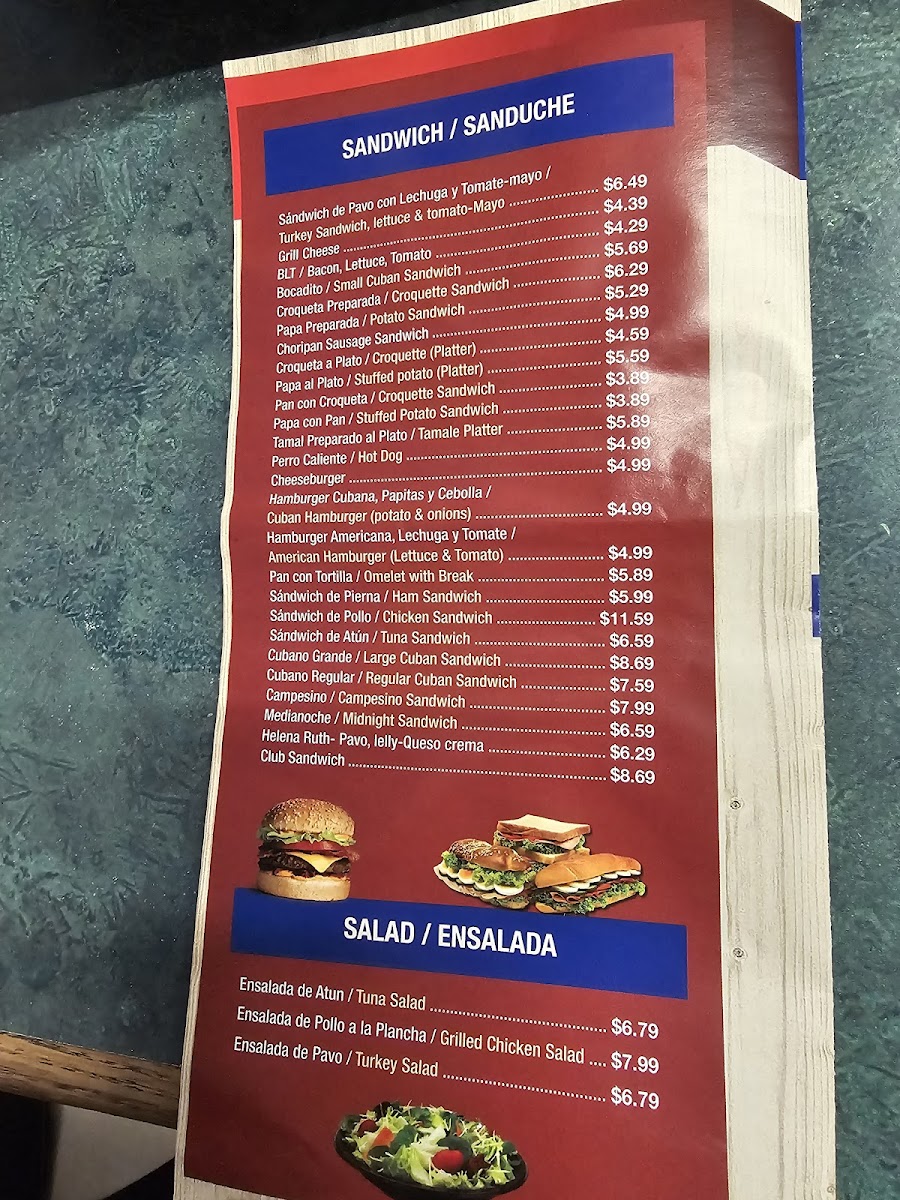 SANDWICH / SANDUCHE
Sándwich de Pavo con Lechuga y Tomate-mayo /
Turkey Sandwich, lettuce & tomato-Mayo ........ $6.49
Grill Cheese ........ $4.39
BLT / Bacon, Lettuce, Tomato ........ $4.29
Bocadito / Small Cuban Sandwich ........ $5.69
Croqueta Preparada / Croquette Sandwich ........ $6.29
Papa Preparada / Potato Sandwich ........ $5.29
Choripan Sausage Sandwich ........ $4.99
Croqueta a Plato / Croquette (Platter) ........ $4.59
Papa al Plato / Stuffed potato (Platter) ........ $5.59
Pan con Croqueta / Croquette Sandwich ........ $3.89
Papa con Pan / Stuffed Potato Sandwich ........ $3.89
Tamal Preparado al Plato / Tamale Platter ........ $5.89
Perro Caliente / Hot Dog ........ $4.99
Cheeseburger ........ $4.99
Hamburger Cubana, Papitas y Cebolla /
Cuban Hamburger (potato & onions) ........ $4.99
Hamburger Americana, Lechuga y Tomate /
American Hamburger (Lettuce & Tomato) ........ $4.99
Pan con Tortilla / Omelet with Break ........ $5.89
Sándwich de Pierna / Ham Sandwich ........ $5.99
Sándwich de Pollo / Chicken Sandwich ........ $11.59
Sándwich de Atún / Tuna Sandwich ........ $6.59
Cubano Grande / Large Cuban Sandwich ........ $8.69
Cubano Regular / Regular Cuban Sandwich ........ $7.59
Campesino / Campesino Sandwich ........ $7.99
Medianoche / Midnight Sandwich ........ $6.59
Helena Ruth- Pavo, lelly-Queso crema ........ $6.29
Club Sandwich ........ $8.69
SALAD / ENSALADA
Ensalada de Atun / Tuna Salad ........ $6.79
Ensalada de Pollo a la Plancha / Grilled Chicken Salad .... $7.99
Ensalada de Pavo / Turkey Salad ........ $6.79